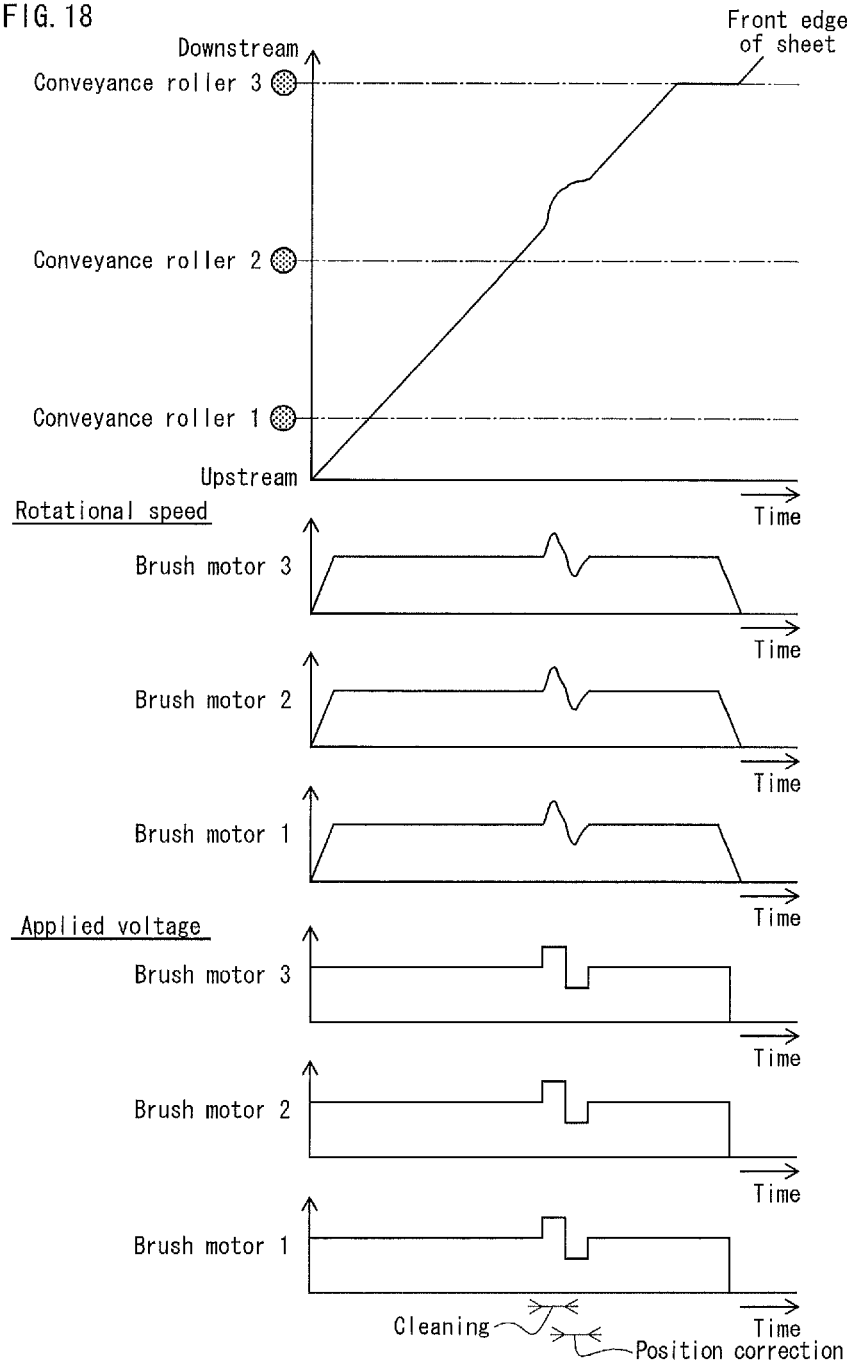 FIG. 18
Front edge
of sheet
Downstream
Conveyance roller 3
Conveyance roller 2
Conveyance roller 1
Upstream
Time
Rotational speed
Brush motor 3
Time
Brush motor 2
Time
Brush motor 1
Time
Applied voltage
Brush motor 3
Time
Brush motor 2
Time
Brush motor 1
Time
Cleaning
Position correction